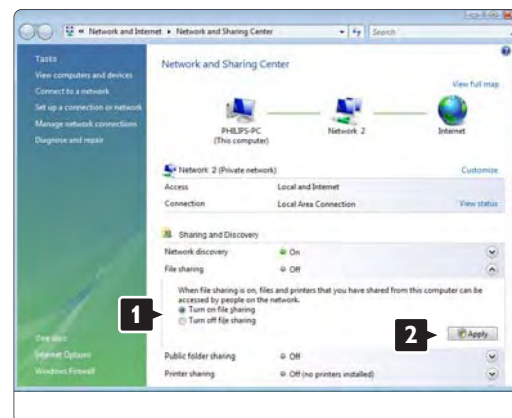 Network and Internet Network and Sharing Center Search
Tasks
View computers and devices
Connect to a network
Set up a connection or network
Manage network connections
Diagnose and repair
Network and Sharing Center
View full map
PHILIPS-PC
(This computer)
Network 2
Internet
Network 2 (Private network) Customize
Access Local and Internet
Connection Local Area Connection View status
Sharing and Discovery
Network discovery On
File sharing Off
When file sharing is on, files and printers that you have shared from this computer can be
accessed by people on the network.
1 Turn on file sharing
Turn off file sharing
2 Apply
Public folder sharing Off
Printer sharing Off (no printers installed)
See also
Internet Options
Windows Firewall